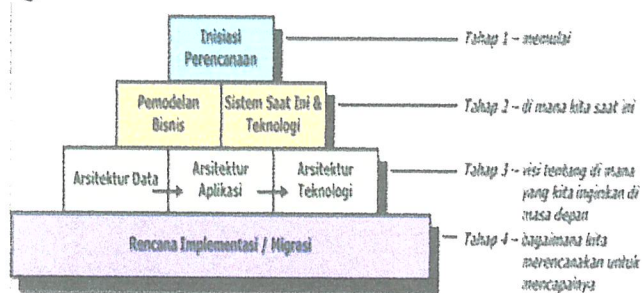 Inisiasi
Perencanaan
Tahap 1 – memulai
Pemodelan
Bisnis
Sistem Saat Ini &
Teknologi
Tahap 2 – di mana kita saat ini
Arsitektur Data
Arsitektur
Aplikasi
Arsitektur
Teknologi
Tahap 3 – visi tentang di mana
yang kita inginkan di
masa depan
Rencana Implementasi / Migrasi
Tahap 4 – bagaimana kita
merencanakan untuk
mencapainya